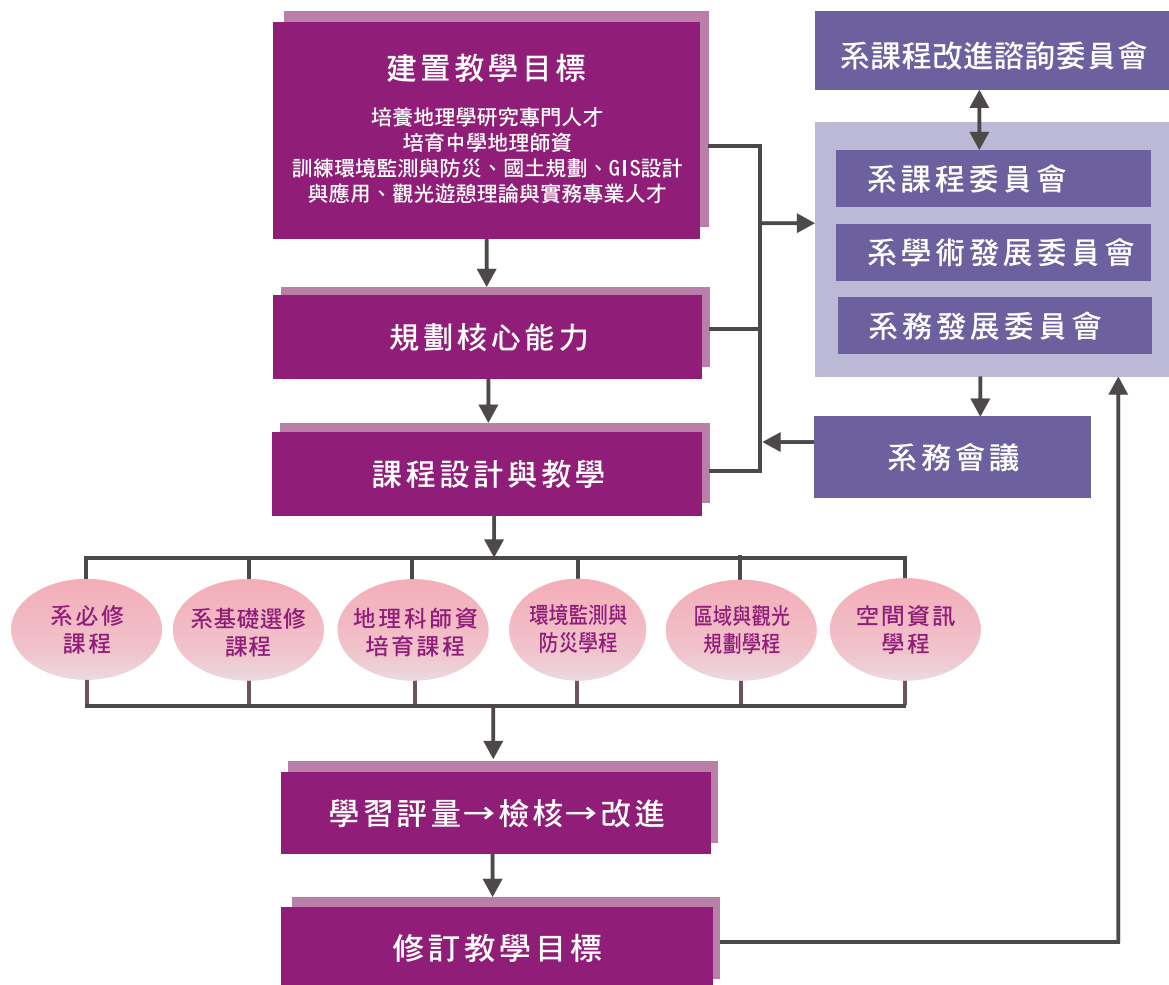 建置教學目標
培養地理學研究專門人才
培育中學地理師資
訓練環境監測與防災、國土規劃、GIS設計
與應用、觀光遊憩理論與實務專業人才
系課程改進諮詢委員會
系課程委員會
系學術發展委員會
系務發展委員會
規劃核心能力
系務會議
課程設計與教學
系必修
課程
系基礎選修
課程
地理科師資
培育課程
環境監測與
防災學程
區域與觀光
規劃學程
空間資訊
學程
學習評量→檢核→改進
修訂教學目標